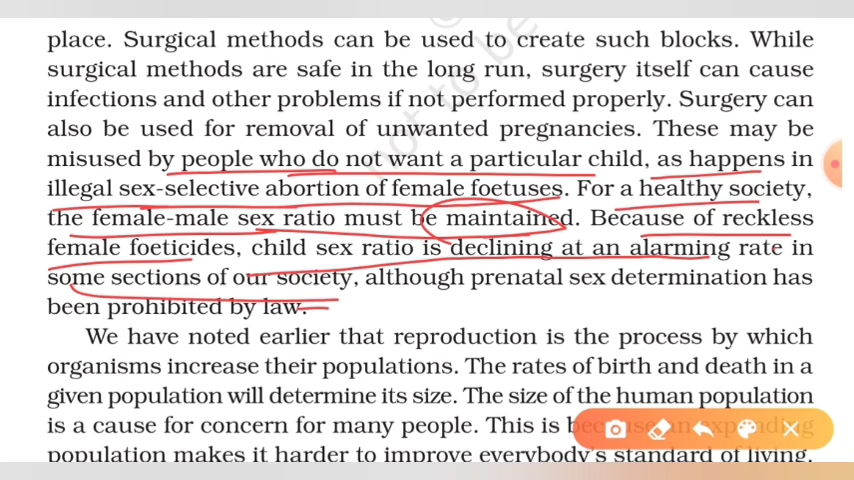 place. Surgical methods can be used to create such blocks. While
surgical methods are safe in the long run, surgery itself can cause
infections and other problems if not performed properly. Surgery can
also be used for removal of unwanted pregnancies. These may be
misused by people who do not want a particular child, as happens in
illegal sex-selective abortion of female foetuses. For a healthy society,
the female-male sex ratio must be maintained. Because of reckless
female foeticides, child sex ratio is declining at an alarming rate in
some sections of our society, although prenatal sex determination has
been prohibited by law.
We have noted earlier that reproduction is the process by which
organisms increase their populations. The rates of birth and death in a
given population will determine its size. The size of the human population
is a cause for concern for many people. This is because an expanding
population makes it harder to improve everybody's standard of living.
not to be